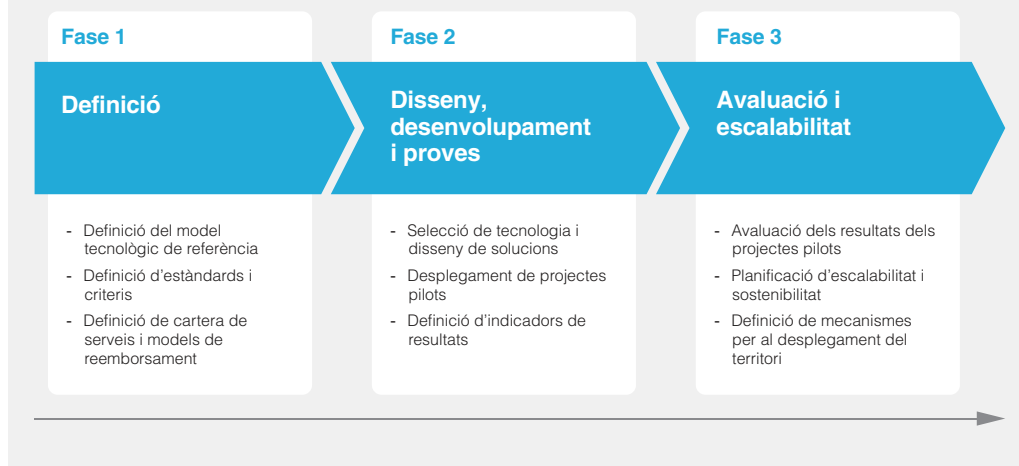 Fase 1
Definició
- Definició del model
tecnològic de referència
- Definició d'estàndards i
criteris
- Definició de cartera de
serveis i models de
reemborsament
Fase 2
Disseny,
desenvolupament
i proves
- Selecció de tecnologia i
disseny de solucions
- Desplegament de projectes
pilots
- Definició d'indicadors de
resultats
Fase 3
Avaluació i
escalabilitat
- Avaluació dels resultats dels
projectes pilots
- Planificació d'escalabilitat i
sostenibilitat
- Definició de mecanismes
per al desplegament del
territori